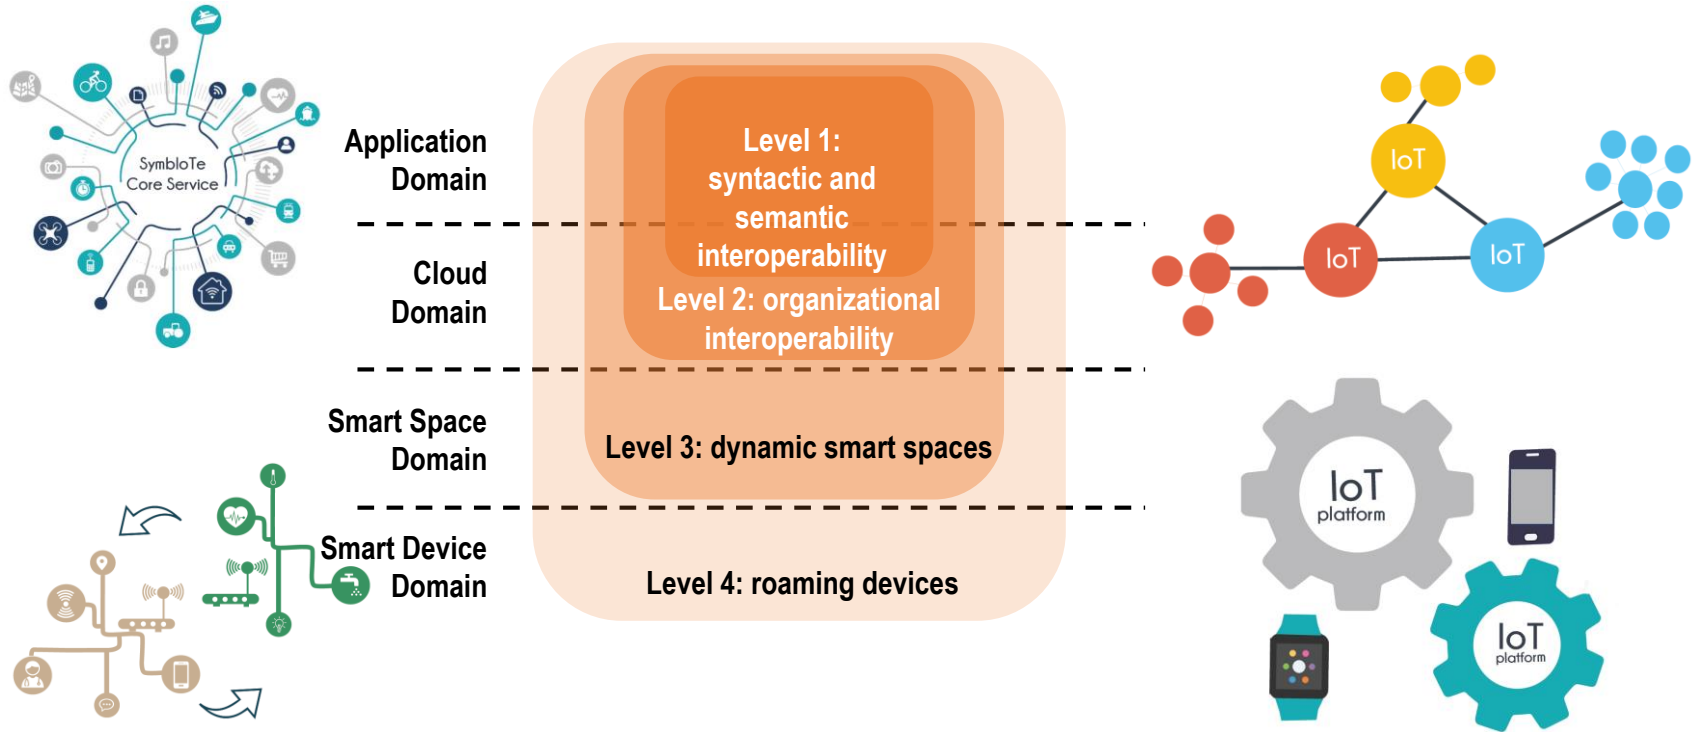 SymbIoTe
Core Service
Application
Domain
Cloud
Domain
Smart Space
Domain
Smart Device
Domain
Level 1:
syntactic and
semantic
interoperability
Level 2: organizational
interoperability
Level 3: dynamic smart spaces
Level 4: roaming devices
IoT
IoT
IoT
IoT
platform
IoT
platform